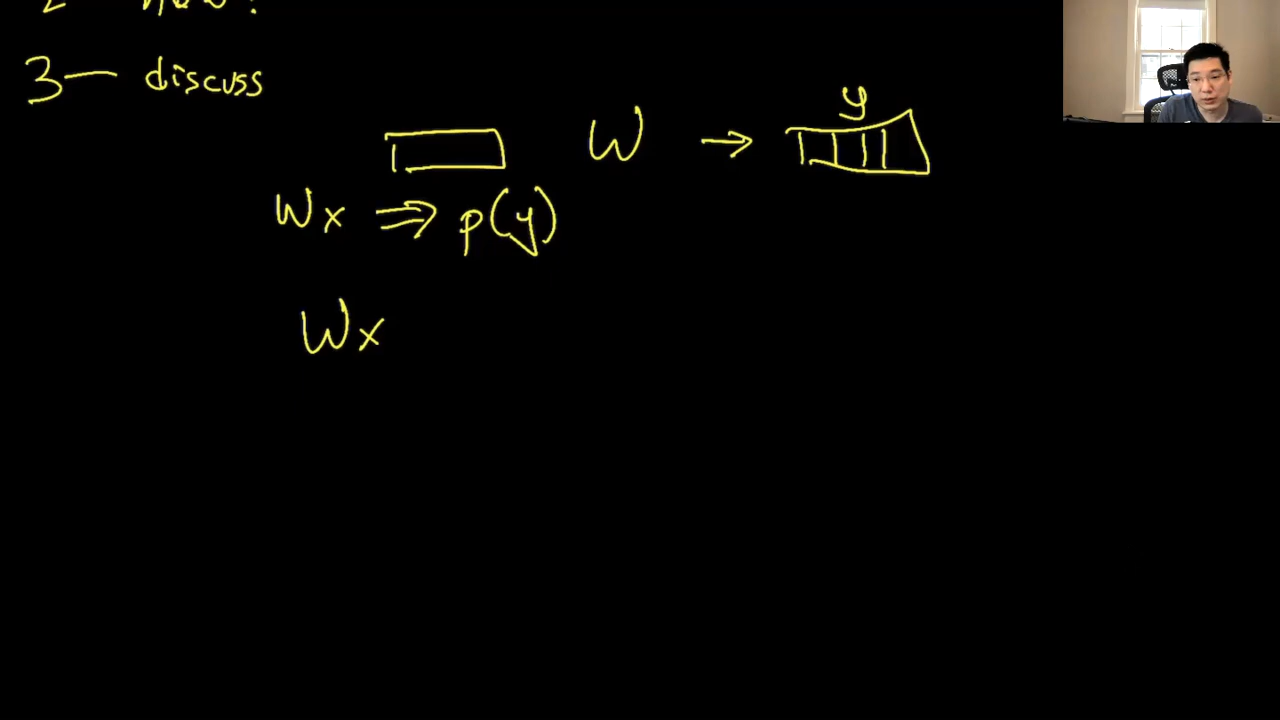 3— discuss
W → y
Wx ⇒ p(y)
Wx